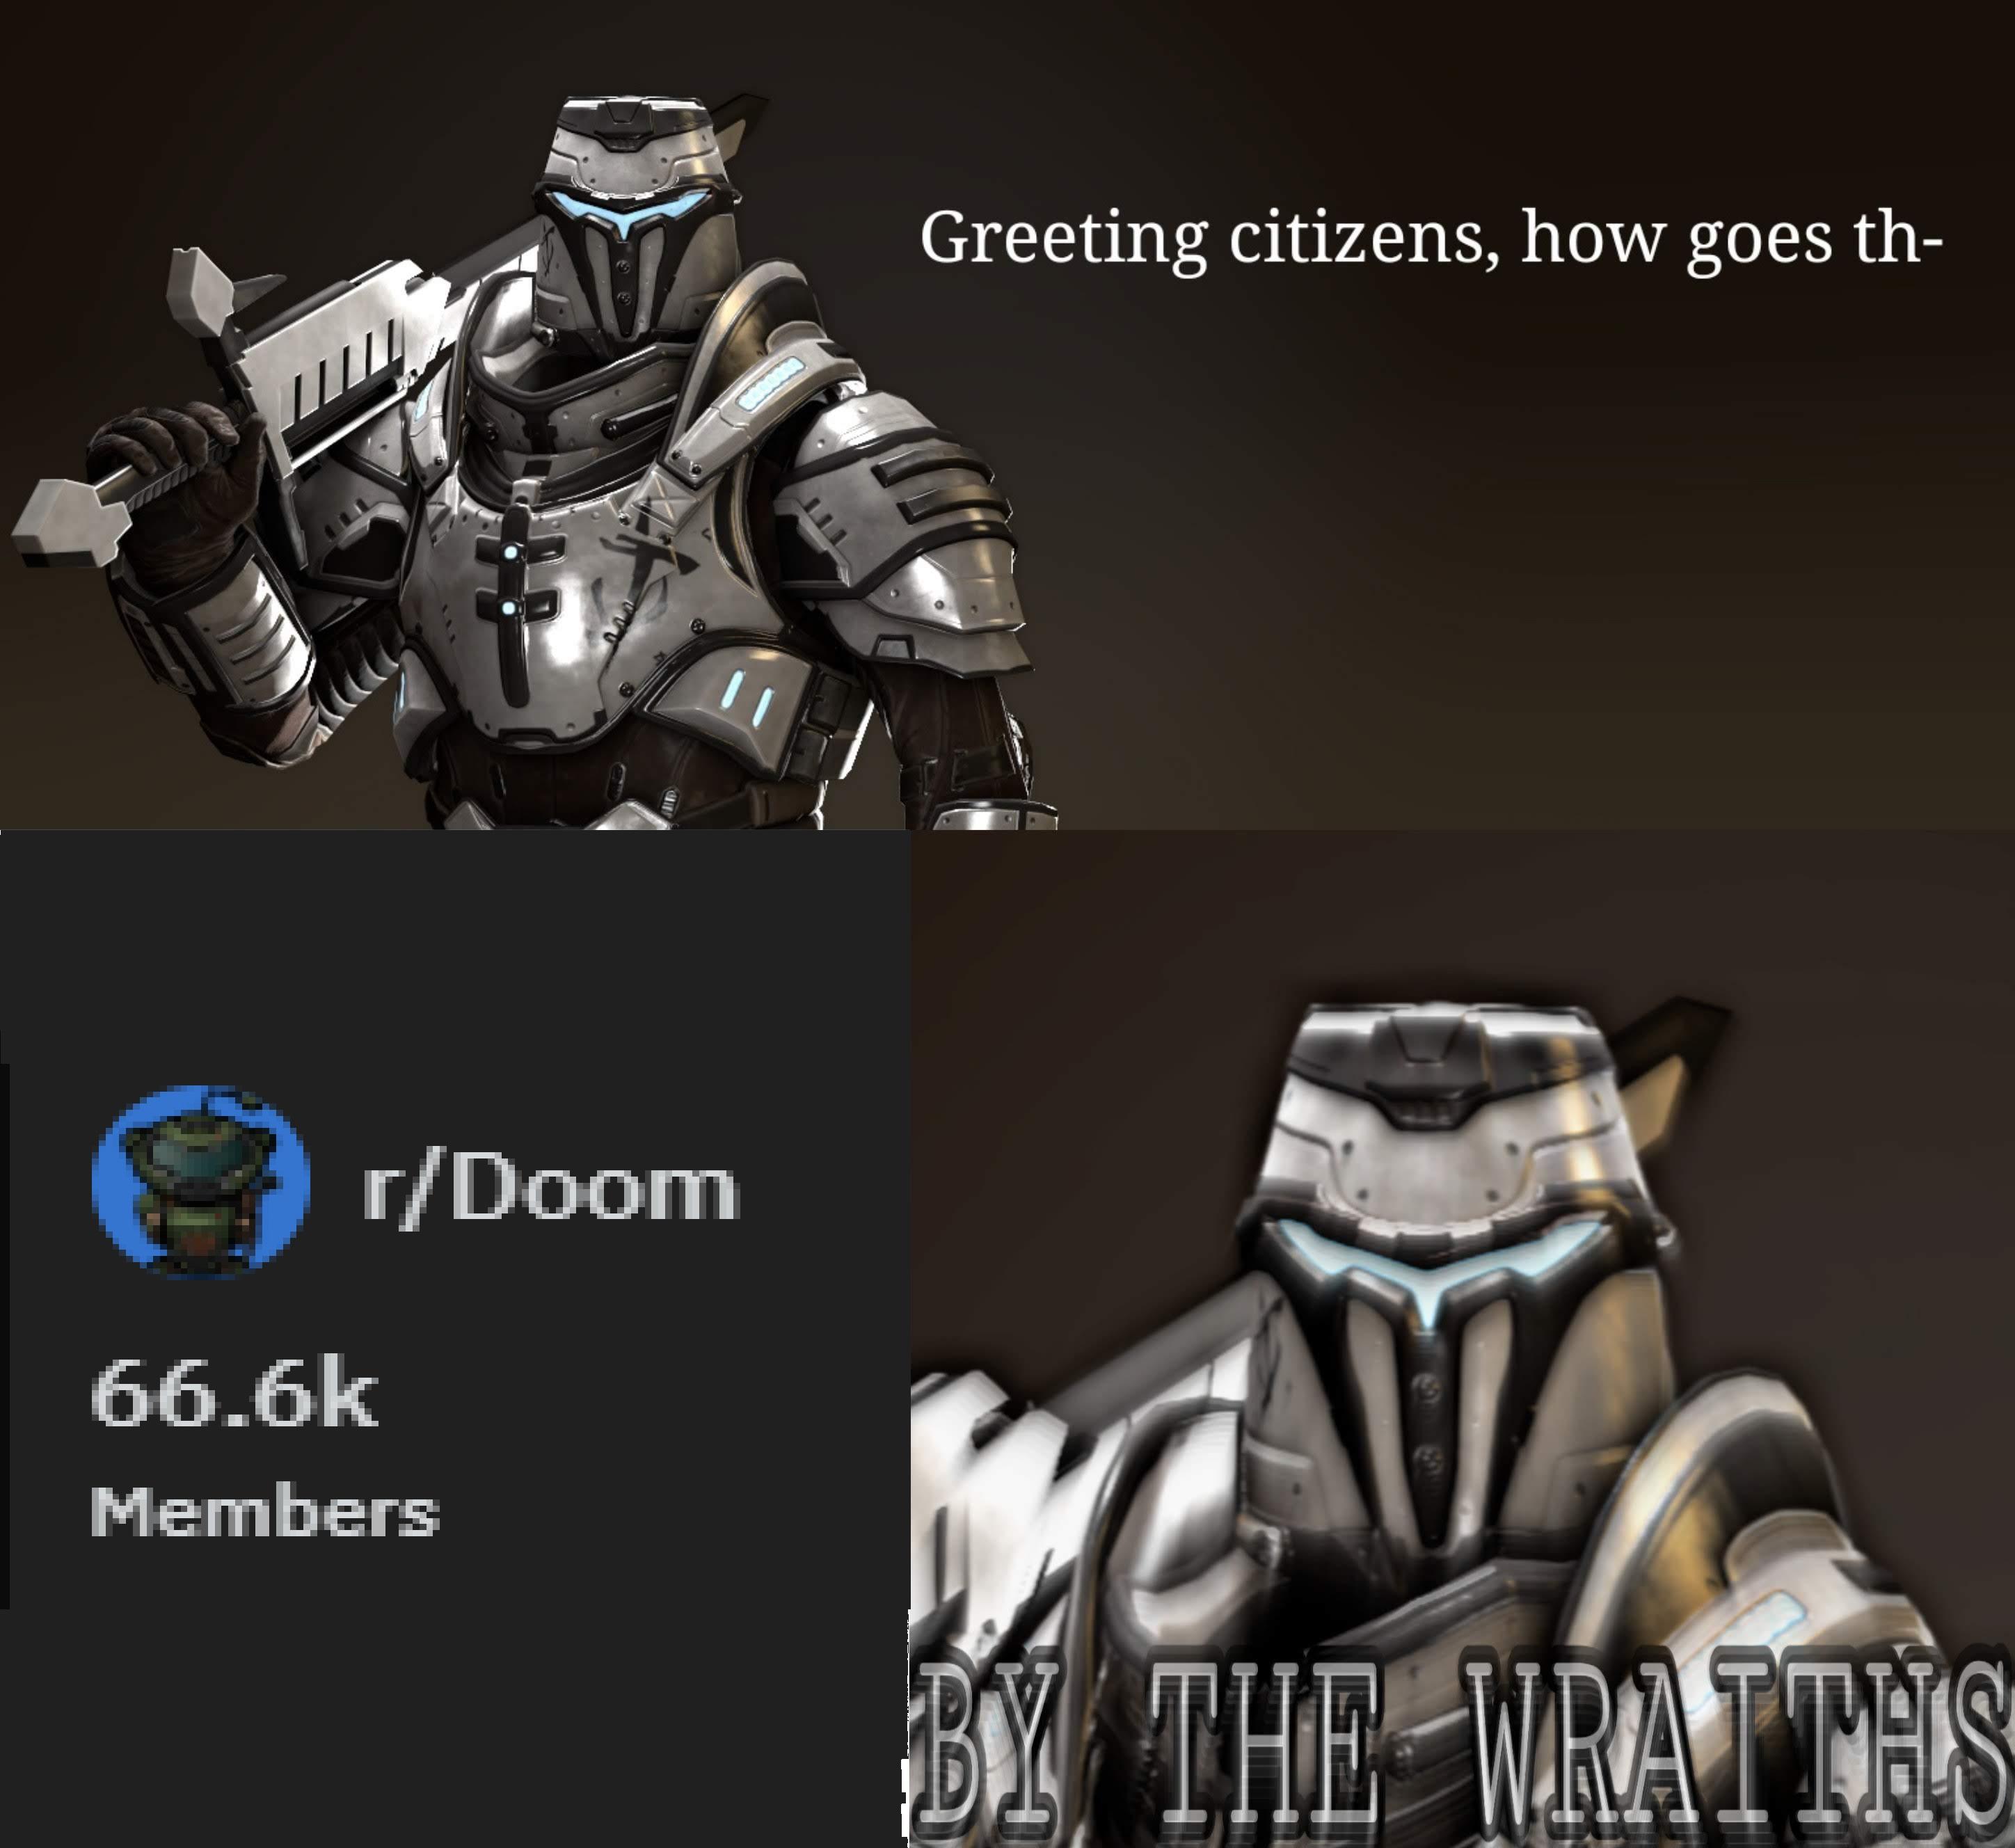 Greeting citizens, how goes th-
r/Doom
66.6k
Members
BY THE WRAITHS